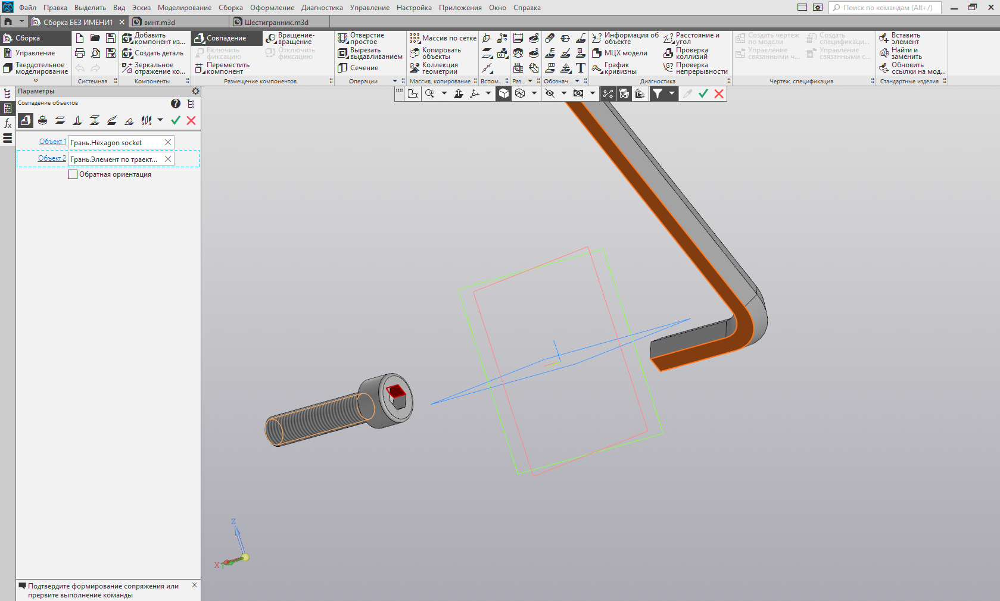 Файл Правка Выделить Вид Эскиз Моделирование Сборка Оформление Диагностика Управление Настройка Приложения Окно Справка
Поиск по командам (Alt+/)
Сборка БЕЗ ИМЕНИ1
винт.m3d
Шестигранник.m3d
Сборка
Управление
Твердотельное
моделирование
Системная
Добавить
компонент из...
Создать деталь
Зеркальное
отражение ко...
Компоненты
Совпадение
Включить
фиксацию
Переместить
компонент
Вращение-
вращение
Отключить
фиксацию
Размещение компонентов
Отверстие
простое
Вырезать
выдавливанием
Сечение
Операции
Массив по сетке
Копировать
объекты
Коллекция
геометрии
Массив, копирование
Вспом...
Раз...
Обознач...
Информация об
объекте
МЦХ модели
График
кривизны
Расстояние и
угол
Проверка
коллизий
Проверка
непрерывности
Диагностика
Создать чертеж
по модели
Управление
связанными ч...
Создать
спецификаци...
Управление
связанными с...
Чертеж, спецификация
Вставить
элемент
Найти и
заменить
Обновить
ссылки на мод...
Стандартные изделия
Параметры
Совпадение объектов
Объект 1 Грань.Hexagon socket
Объект 2 Грань.Элемент по траект...
Обратная ориентация
Z
X
Y
Подтвердите формирование сопряжения или
прервите выполнение команды